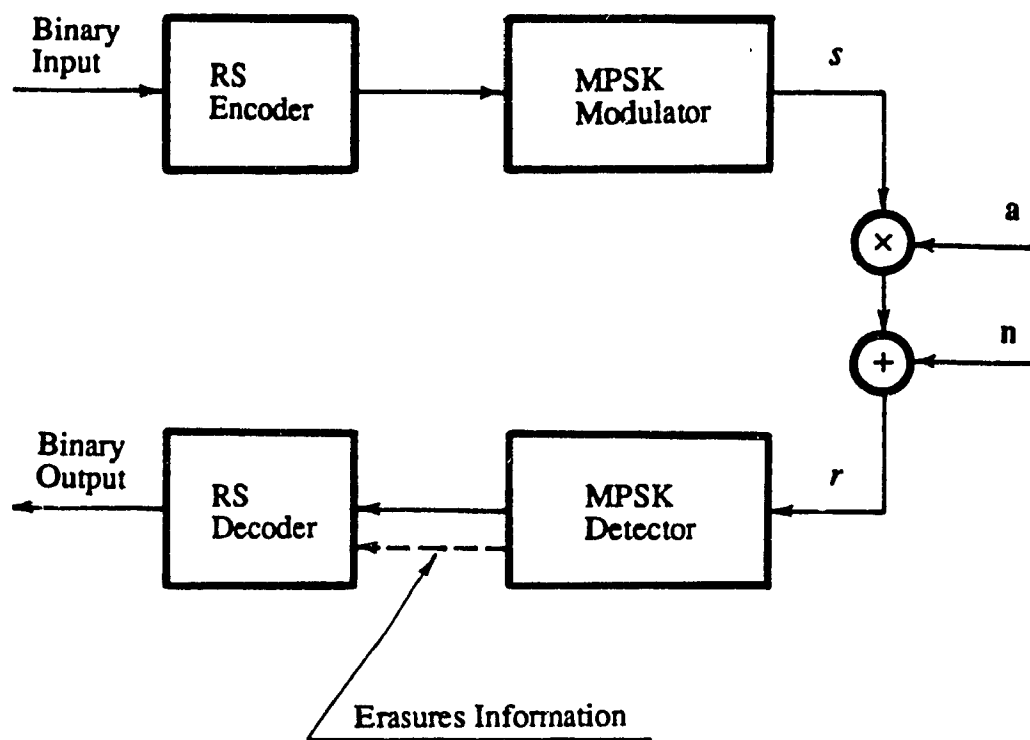 Binary
Input
RS
Encoder
MPSK
Modulator
s
a
×
n
+
r
Binary
Output
RS
Decoder
MPSK
Detector
Erasures Information